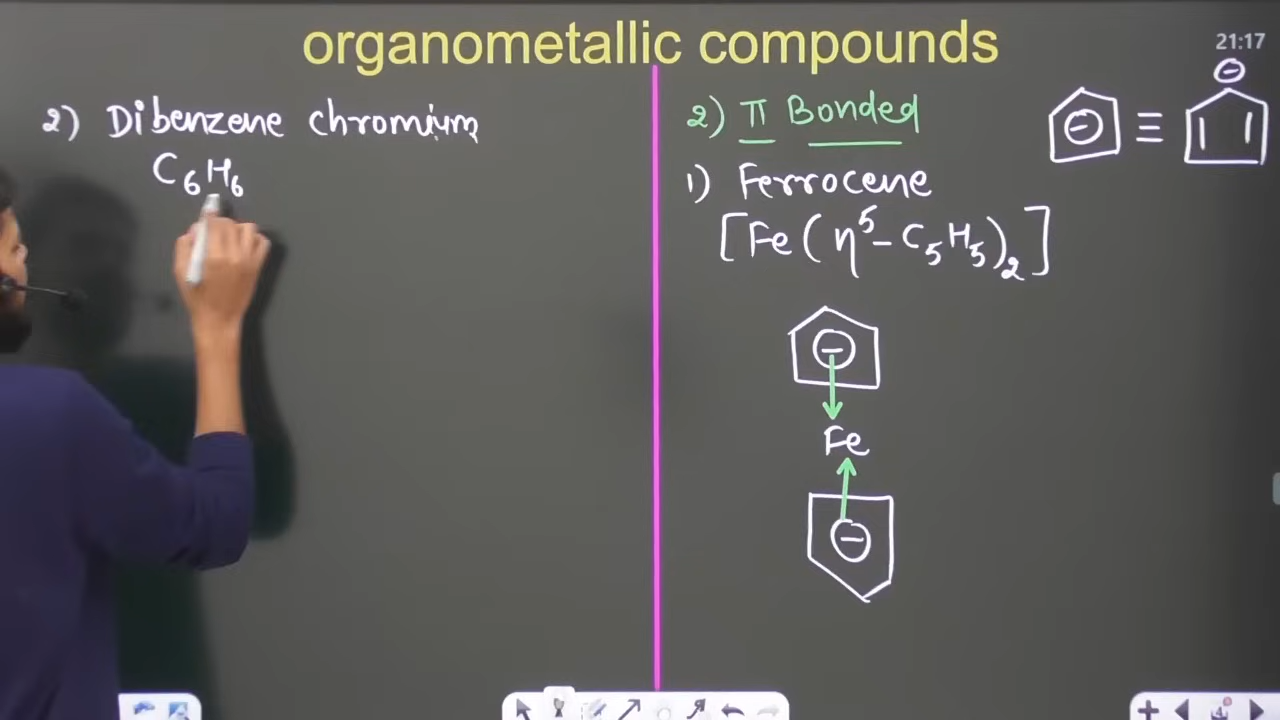 organometallic compounds
21:17
2) Dibenzene chromium
C₆H₆
2) π Bonded
⊖ ≡ ⊖
1) Ferrocene
[Fe(η⁵-C₅H₅)₂]
⊖
Fe
⊖